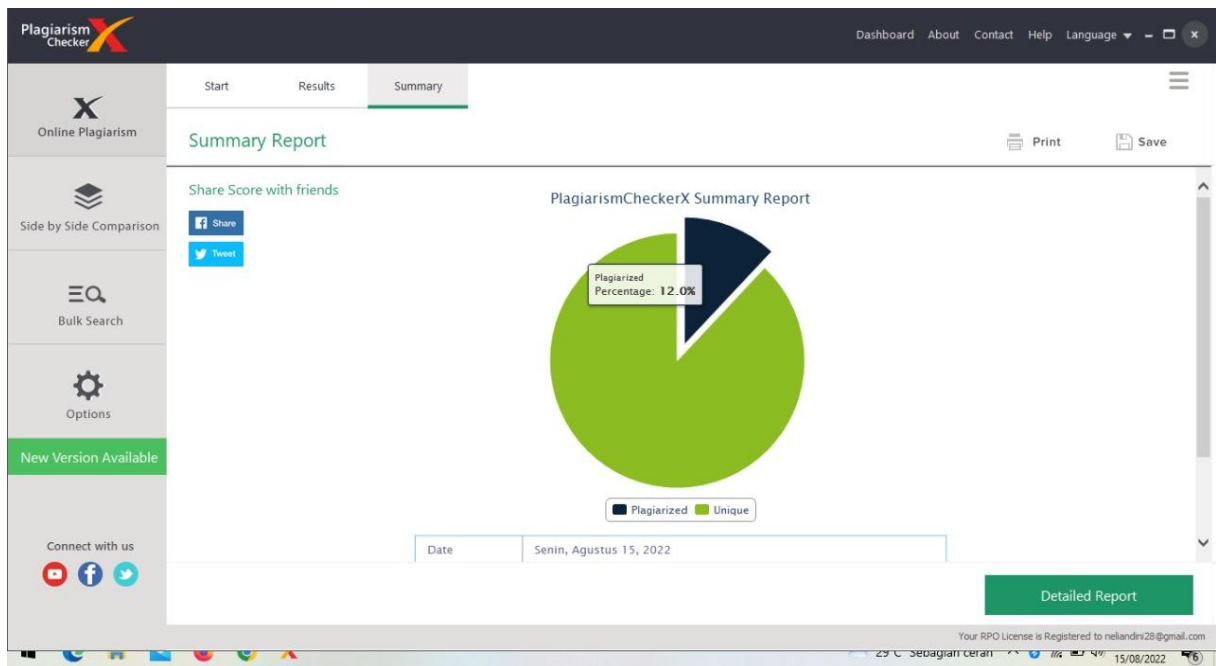 Plagiarism
Checker
Dashboard About Contact Help Language
Start Results Summary
Online Plagiarism
Summary Report
Print Save
Share Score with friends
PlagiarismCheckerX Summary Report
Share
Side by Side Comparison
Tweet
Plagiarized
Percentage: 12.0%
Bulk Search
Options
New Version Available
Plagiarized Unique
Connect with us
Date Senin, Agustus 15, 2022
Detailed Report
Your RPO License is Registered to neliandini28@gmail.com
29°C Sebagian cerah
15/08/2022
6